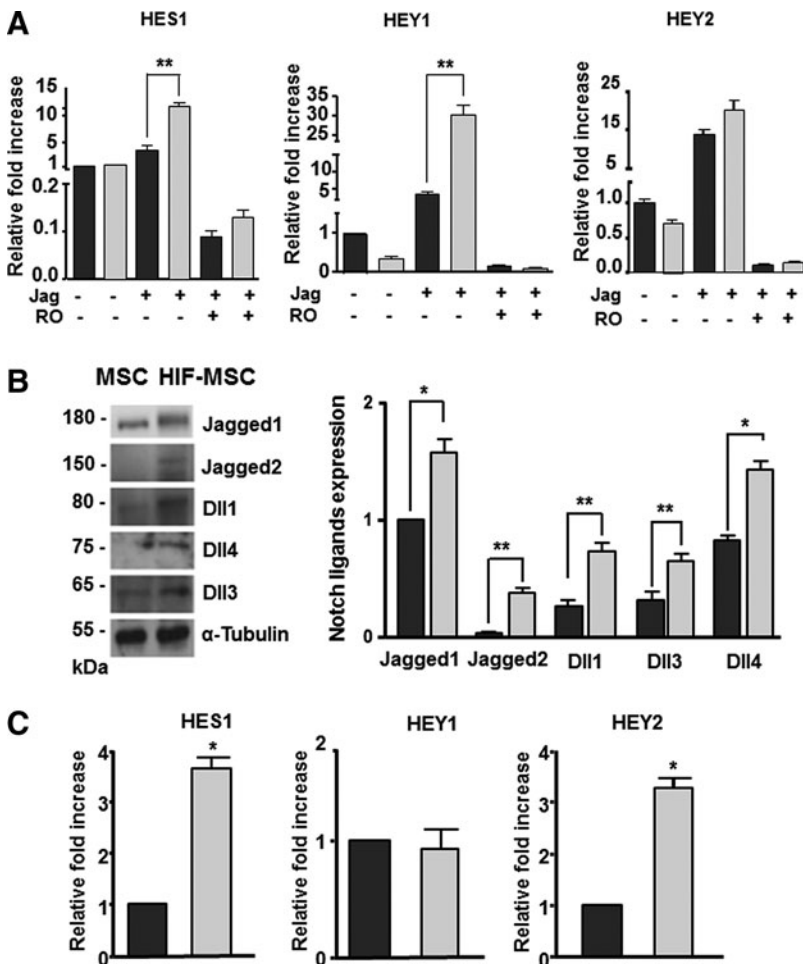 A
HES1 HEY1 HEY2
Relative fold increase
15
10
5
1
0.2
0.1
0.0
**
Relative fold increase
35
30
25
10
5
1
0
**
Relative fold increase
25
15
5
1.0
0.5
0.0
Jag - - + + + +
RO - - - - + +
- - + + + +
- - - - + +
Jag - - + + + +
RO - - - - + +
B
MSC HIF-MSC
180 - Jagged1
150 - Jagged2
80 - Dll1
75 - Dll4
65 - Dll3
55 - α-Tubulin
kDa
Notch ligands expression
2
1
0
* ** ** ** *
Jagged1 Jagged2 Dll1 Dll3 Dll4
C
HES1 HEY1 HEY2
Relative fold increase
4
3
2
1
0
*
Relative fold increase
2
1
0
Relative fold increase
4
3
2
1
0
*